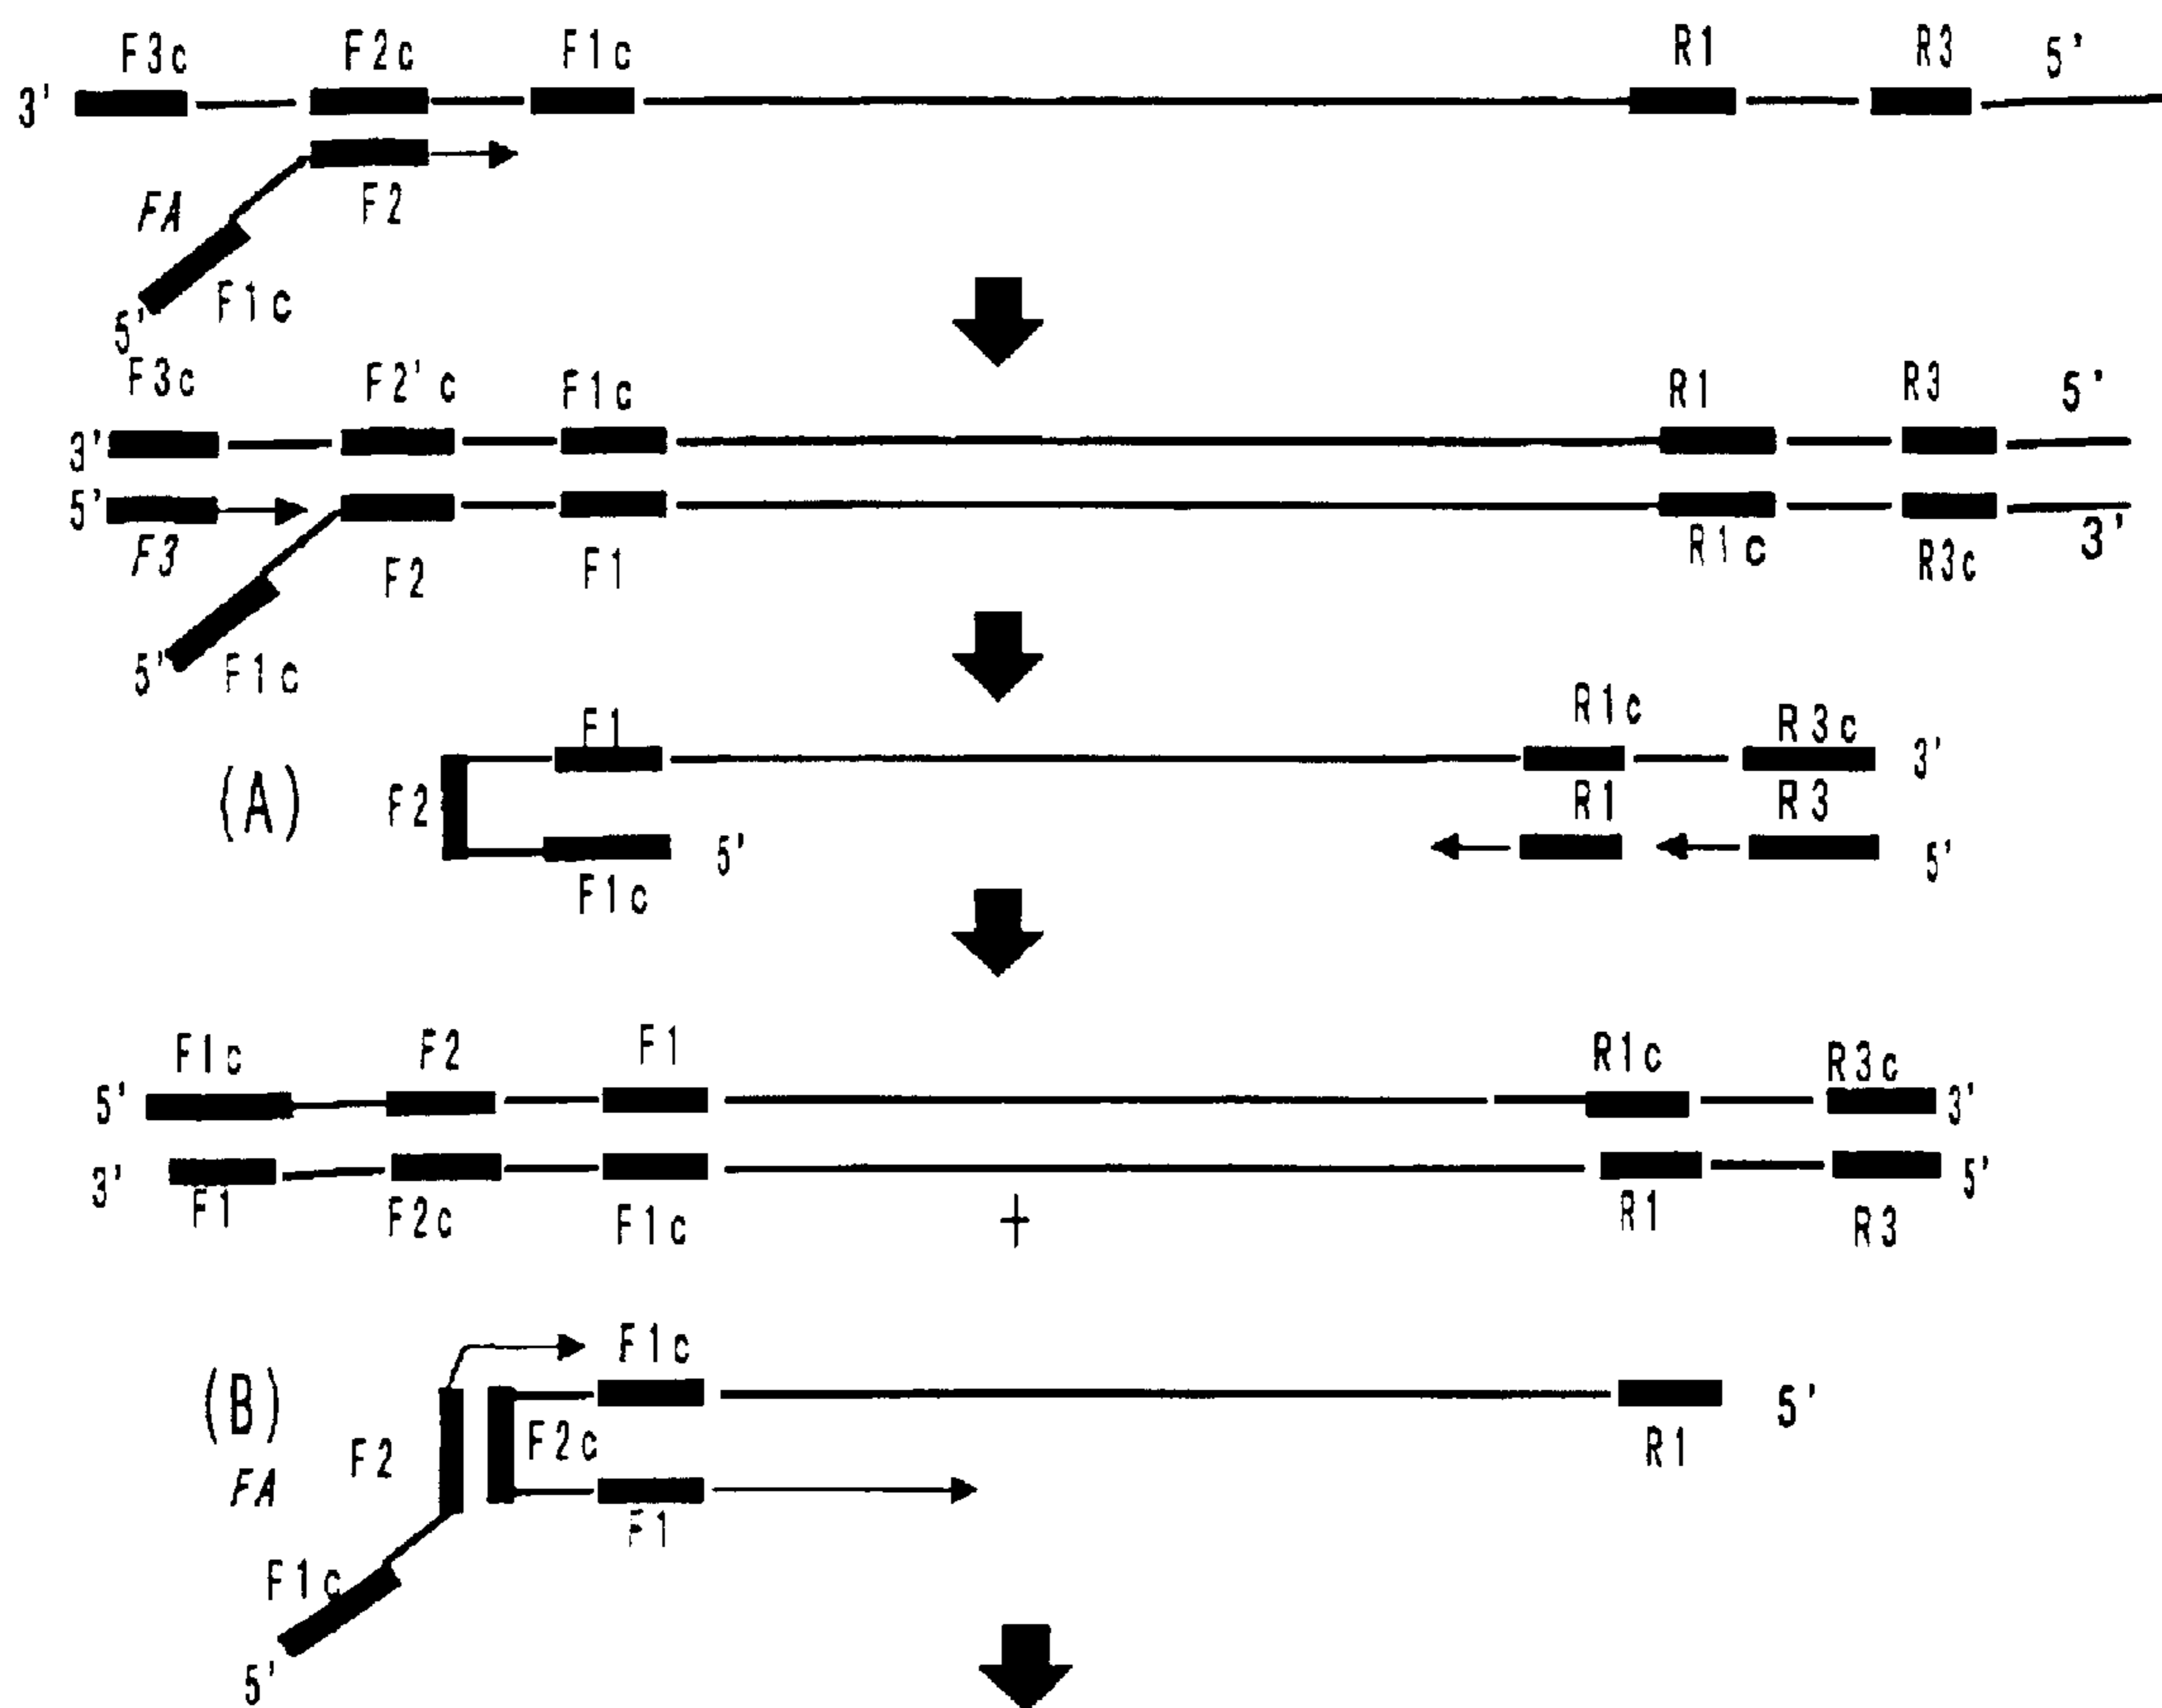 F3c F2c F1c R1 R3 5'
3'
FA F2
F1c
5'
F3c F2'c F1c R1 R3 5'
3'
5'
F3 F2 F1 R1c R3c 3'
5' F1c
F1 R1c R3c 3'
(A) F2 R1 R3
5' 5'
F1c
F1c F2 F1 R1c R3c
5' 3'
3' 5'
F1 F2c F1c + R1 R3
F1c
(B) 5'
F2 F2c R1
FA
F1
F1c
5'